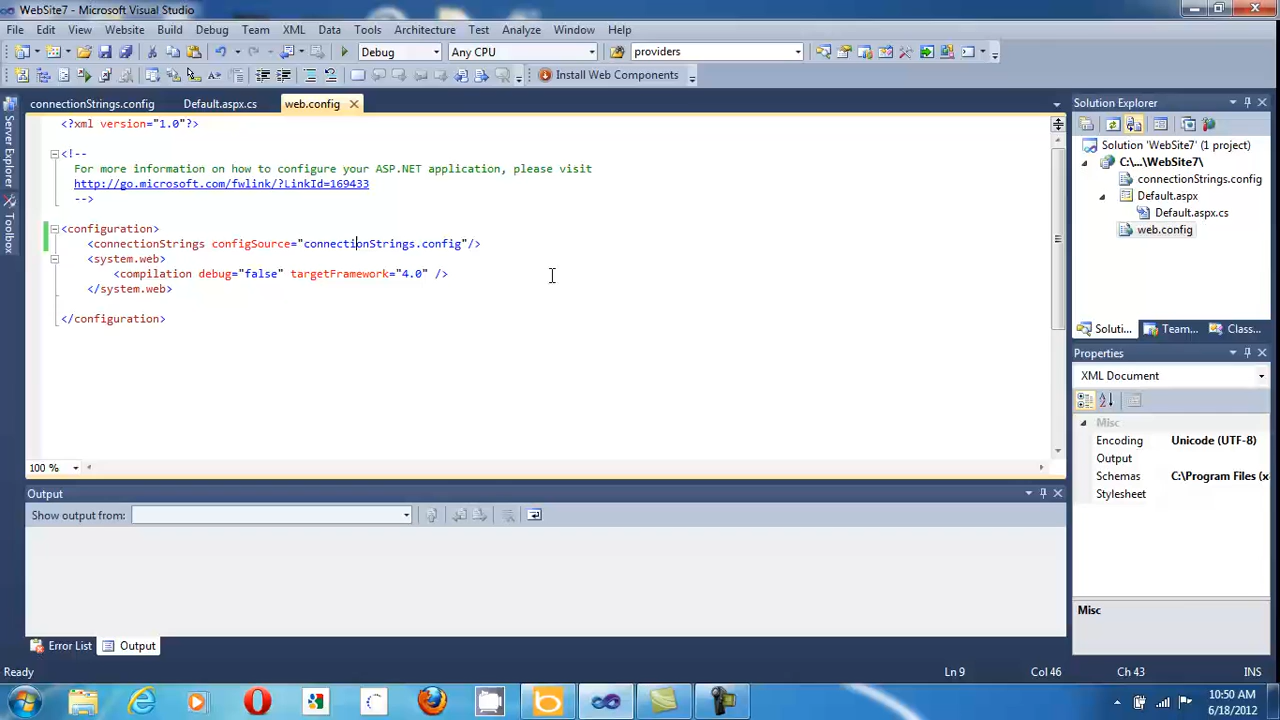 WebSite7 - Microsoft Visual Studio
File Edit View Website Build Debug Team XML Data Tools Architecture Test Analyze Window Help
Debug Any CPU providers
Install Web Components
connectionStrings.config Default.aspx.cs web.config
Server Explorer
Toolbox
<?xml version="1.0"?>
<!--
For more information on how to configure your ASP.NET application, please visit
http://go.microsoft.com/fwlink/?LinkId=169433
-->
<configuration>
<connectionStrings configSource="connectionStrings.config"/>
<system.web>
<compilation debug="false" targetFramework="4.0" />
</system.web>
</configuration>
100 %
Solution Explorer
Solution 'WebSite7' (1 project)
C:\...\WebSite7\
connectionStrings.config
Default.aspx
Default.aspx.cs
web.config
Soluti... Team... Class...
Properties
XML Document
Misc
Encoding Unicode (UTF-8)
Output
Schemas C:\Program Files (x
Stylesheet
Misc
Output
Show output from:
Error List Output
Ready Ln 9 Col 46 Ch 43 INS
10:50 AM
6/18/2012